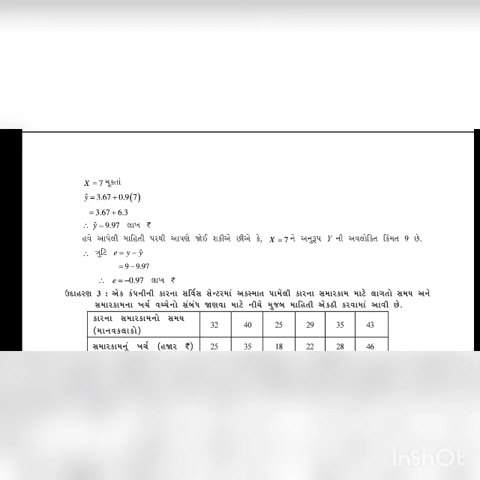 X = 7 મૂકતાં
ŷ = 3.67 + 0.9(7)
= 3.67 + 6.3
∴ ŷ = 9.97 લાખ ₹
હવે આપેલી માહિતી પરથી આપણે જોઈ શકીએ છીએ કે, X = 7 ને અનુરૂપ Y ની અવલોકિત કિંમત 9 છે.
∴ ત્રુટિ e = y – ŷ
= 9 – 9.97
∴ e = –0.97 લાખ ₹
ઉદાહરણ 3 : એક કંપનીની કારના સર્વિસ સેન્ટરમાં અકસ્માત પામેલી કારના સમારકામ માટે લાગતો સમય અને
સમારકામના ખર્ચ વચ્ચેનો સંબંધ જાણવા માટે નીચે મુજબ માહિતી એકઠી કરવામાં આવી છે.
કારના સમારકામનો સમય (માનવકલાકો) 32 40 25 29 35 43
સમારકામનું ખર્ચ (હજાર ₹) 25 35 18 22 28 46
InShOt